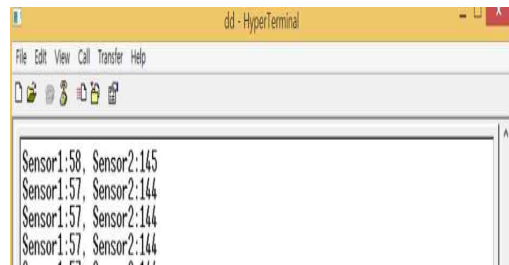 dd - HyperTerminal
File Edit View Call Transfer Help
Sensor1:58, Sensor2:145
Sensor1:57, Sensor2:144
Sensor1:57, Sensor2:144
Sensor1:57, Sensor2:144